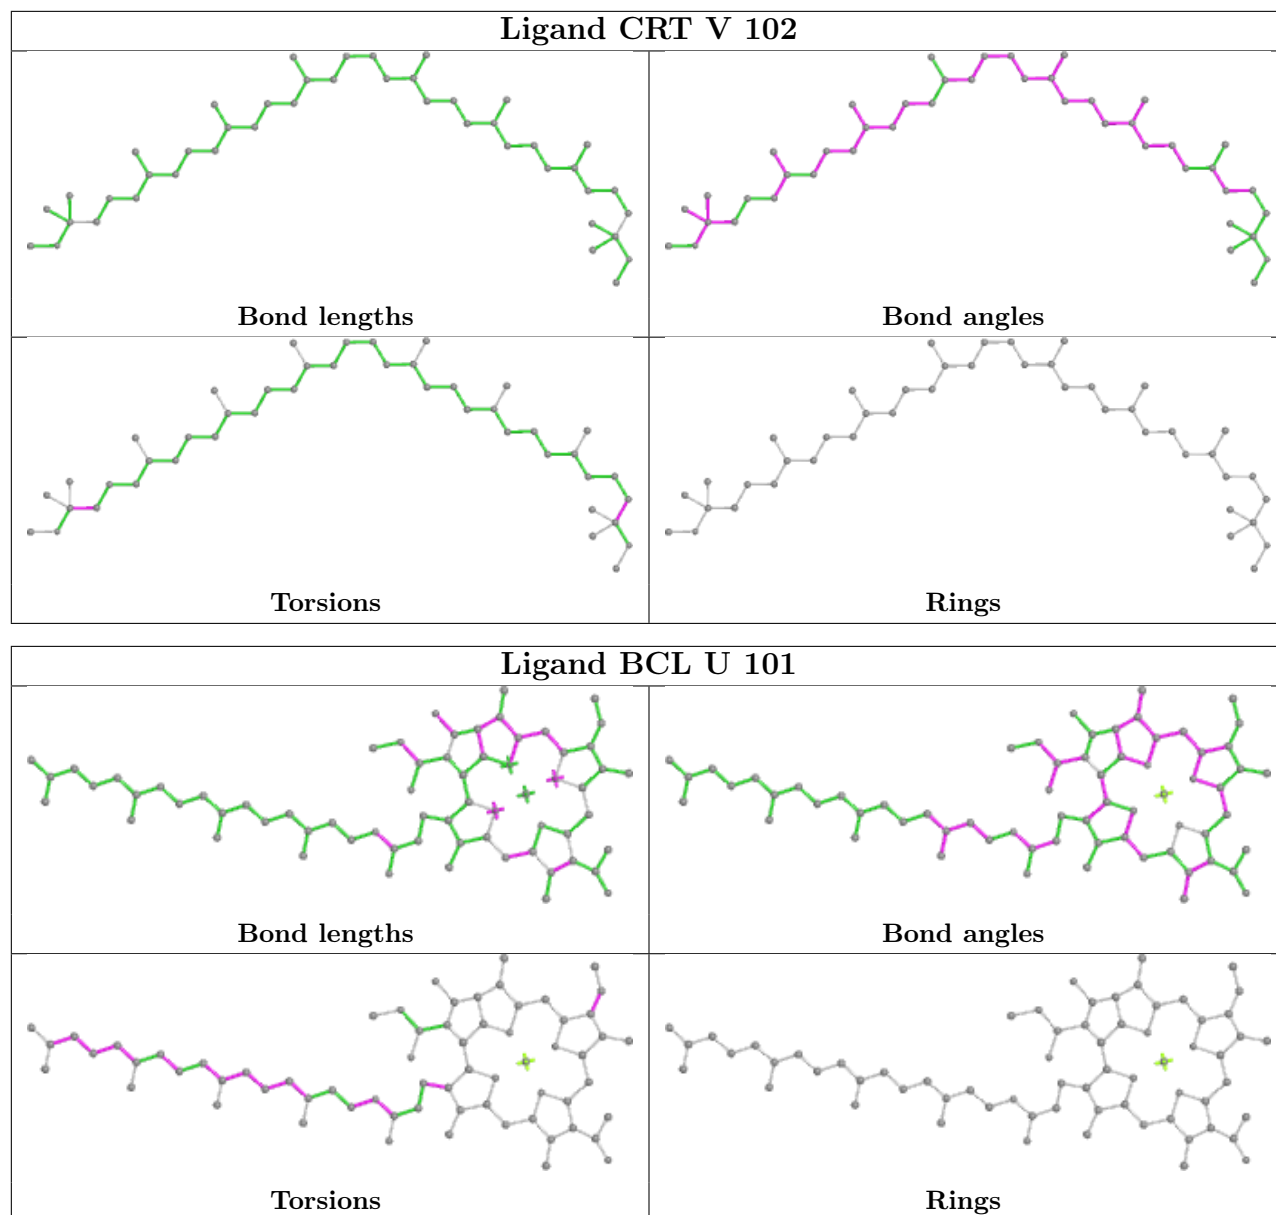 Ligand CRT V 102
Bond lengths
Bond angles
Torsions
Rings
Ligand BCL U 101
Bond lengths
Bond angles
Torsions
Rings